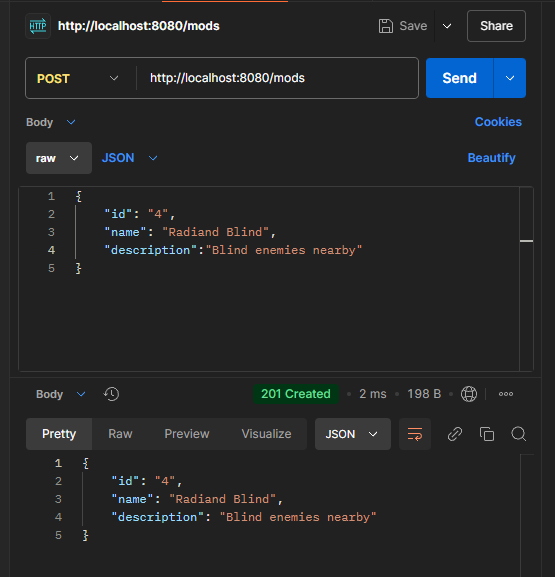 HTTP http://localhost:8080/mods Save Share
POST http://localhost:8080/mods Send
Body Cookies
raw JSON Beautify
1 {
2 "id": "4",
3 "name": "Radiand Blind",
4 "description":"Blind enemies nearby"
5 }
Body 201 Created • 2 ms • 198 B •
Pretty Raw Preview Visualize JSON
1 {
2 "id": "4",
3 "name": "Radiand Blind",
4 "description": "Blind enemies nearby"
5 }